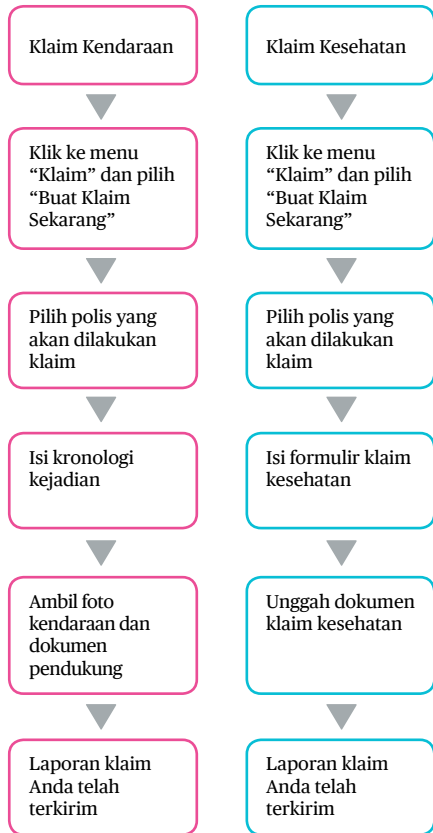 Klaim Kendaraan
Klik ke menu
“Klaim” dan pilih
“Buat Klaim
Sekarang”
Pilih polis yang
akan dilakukan
klaim
Isi kronologi
kejadian
Ambil foto
kendaraan dan
dokumen
pendukung
Laporan klaim
Anda telah
terkirim
Klaim Kesehatan
Klik ke menu
“Klaim” dan pilih
“Buat Klaim
Sekarang”
Pilih polis yang
akan dilakukan
klaim
Isi formulir klaim
kesehatan
Unggah dokumen
klaim kesehatan
Laporan klaim
Anda telah
terkirim